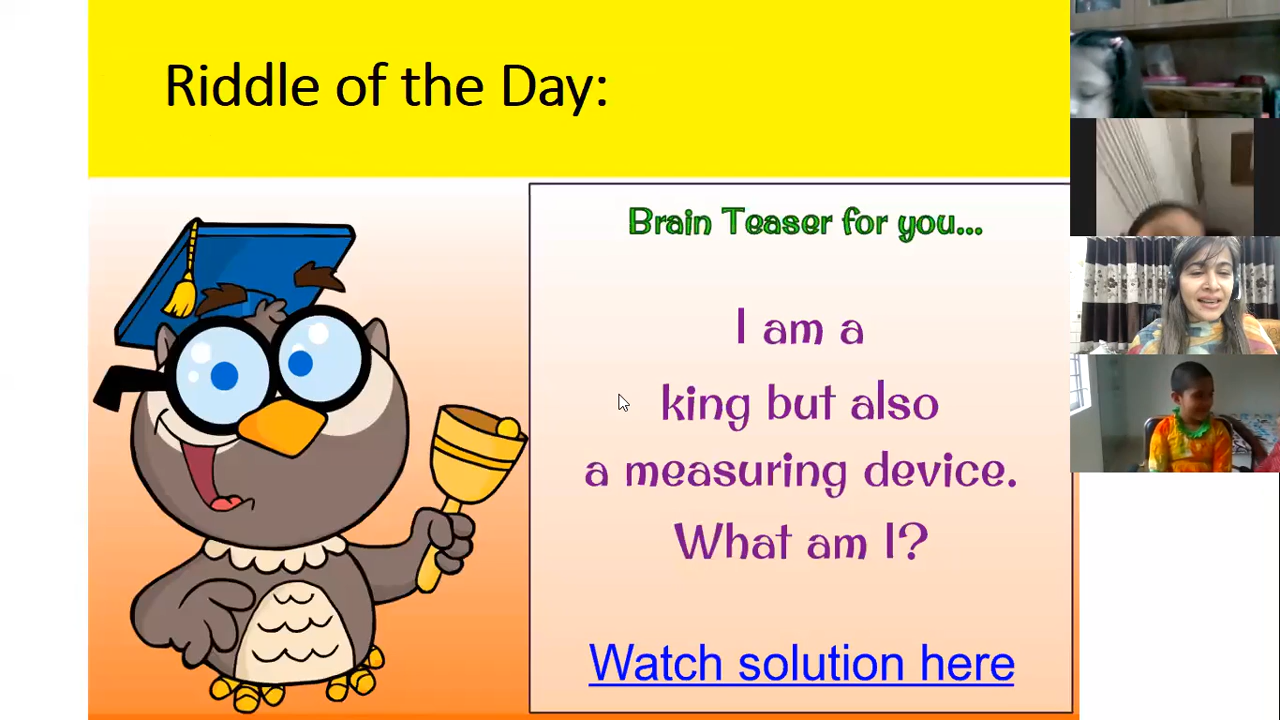 Riddle of the Day:
Brain Teaser for you...
I am a
king but also
a measuring device.
What am I?
Watch solution here